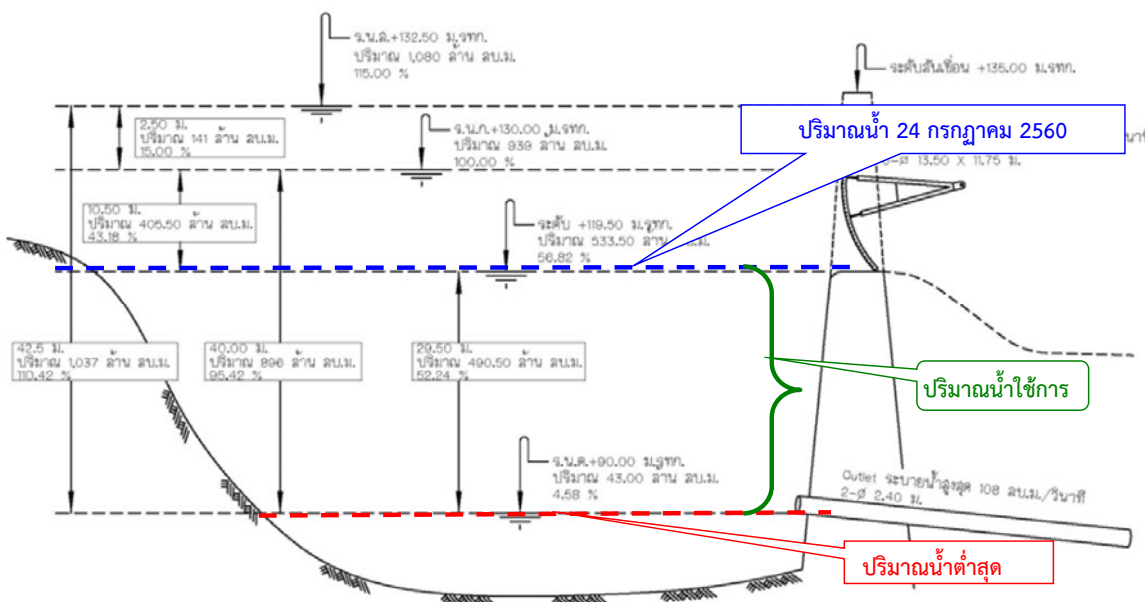 ร.น.ส.+132.50 ม.รทก.
ปริมาณ 1,080 ล้าน ลบ.ม.
115.00 %
ระดับสันเขื่อน +135.00 ม.รทก.
2.50 ม.
ปริมาณ 141 ล้าน ลบ.ม.
15.00 %
ร.น.ก.+130.00 ม.รทก.
ปริมาณ 939 ล้าน ลบ.ม.
100.00 %
ปริมาณน้ำ 24 กรกฎาคม 2560
Ø 13.50 X 11.75 ม.
10.50 ม.
ปริมาณ 405.50 ล้าน ลบ.ม.
43.18 %
ระดับ +119.50 ม.รทก.
ปริมาณ 533.50 ล้าน ลบ.ม.
56.82 %
42.5 ม.
ปริมาณ 1,037 ล้าน ลบ.ม.
110.42 %
40.00 ม.
ปริมาณ 896 ล้าน ลบ.ม.
95.42 %
29.50 ม.
ปริมาณ 490.50 ล้าน ลบ.ม.
52.24 %
ปริมาณน้ำใช้การ
ร.น.ต.+90.00 ม.รทก.
ปริมาณ 43.00 ล้าน ลบ.ม.
4.58 %
Outlet ระบายน้ำสูงสุด 108 ลบ.ม./วินาที
2-Ø 2.40 ม.
ปริมาณน้ำต่ำสุด